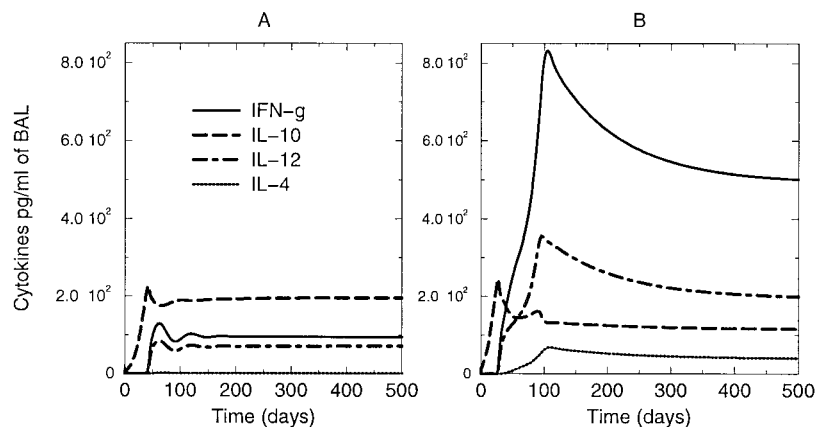 A
B
Cytokines pg/ml of BAL
8.0 10²
6.0 10²
4.0 10²
2.0 10²
0
IFN-g
IL-10
IL-12
IL-4
0 100 200 300 400 500
Time (days)
8.0 10²
6.0 10²
4.0 10²
2.0 10²
0
0 100 200 300 400 500
Time (days)